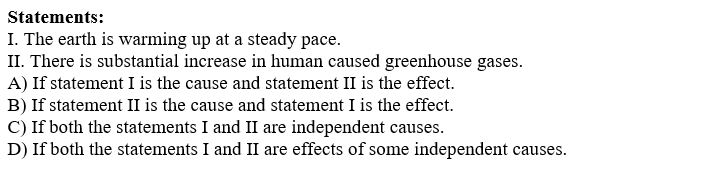 Statements:
I. The earth is warming up at a steady pace.
II. There is substantial increase in human caused greenhouse gases.
A) If statement I is the cause and statement II is the effect.
B) If statement II is the cause and statement I is the effect.
C) If both the statements I and II are independent causes.
D) If both the statements I and II are effects of some independent causes.